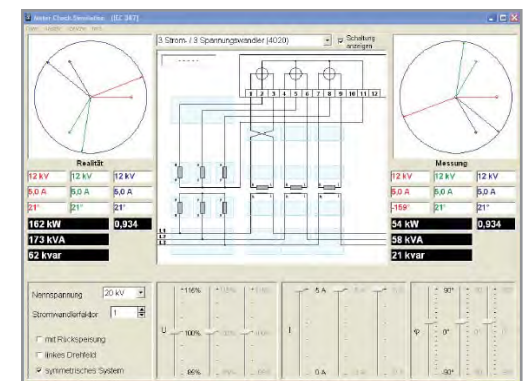 Meter Check Simulation (IEC 387)
3 Strom- / 3 Spannungswandler (4020)
Schaltung
anzeigen
1 2 3 4 5 6 7 8 9 10 11 12
L1
L2
L3
Realität
12 kV 12 kV 12 kV
5,0 A 5,0 A 5,0 A
21° 21° 21°
162 kW 0,934
173 kVA
62 kvar
Messung
12 kV 12 kV 12 kV
5,0 A 5,0 A 5,0 A
-159° 21° 21°
54 kW 0,934
58 kVA
21 kvar
Nennspannung 20 kV
Stromwandlerfaktor 1
mit Rückspeisung
linkes Drehfeld
symmetrisches System
U
116%
100%
I
5 A
0 A
φ
90°
0°
-90°